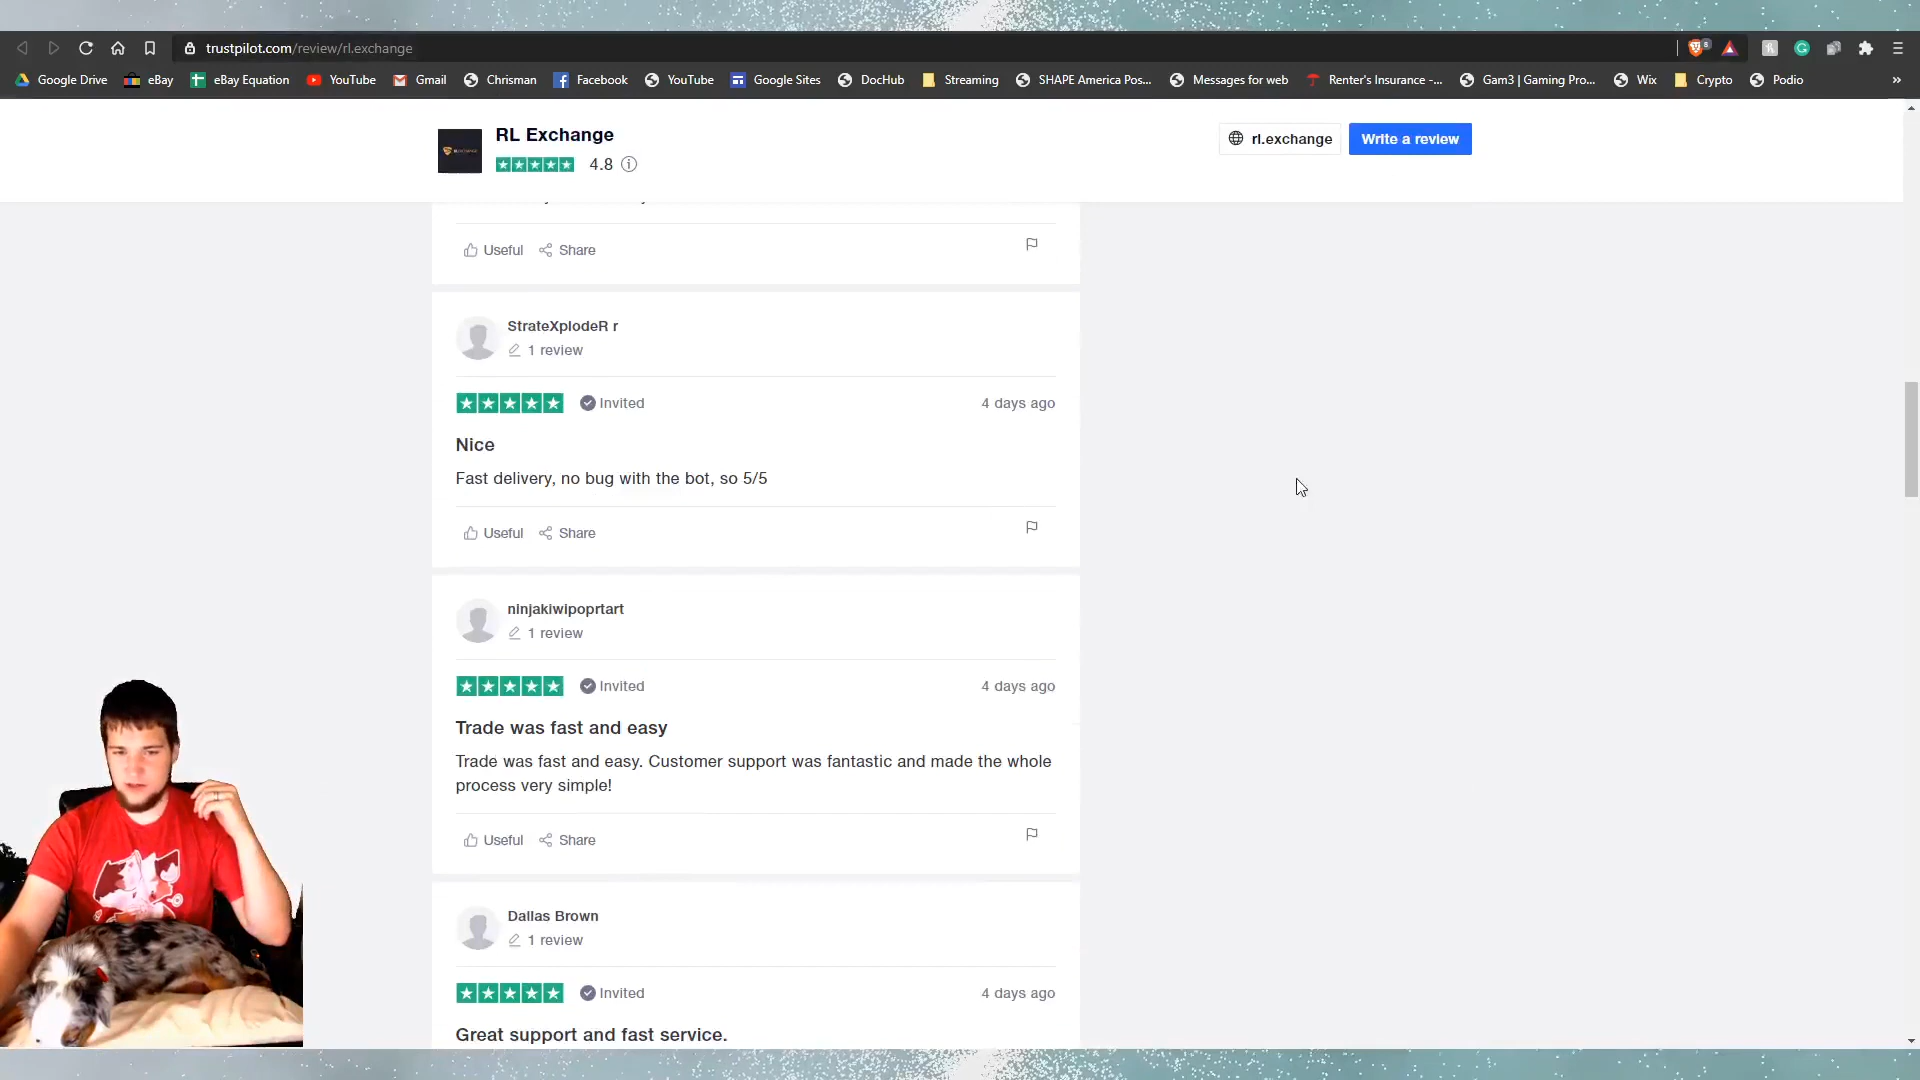 trustpilot.com/review/rl.exchange
Google Drive eBay eBay Equation YouTube Gmail Chrisman Facebook YouTube Google Sites DocHub Streaming SHAPE America Pos... Messages for web Renter's Insurance -... Gam3 | Gaming Pro... Wix Crypto Podio »
RL Exchange
4.8
rl.exchange
Write a review
Useful Share
StrateXplodeR r
1 review
Invited
4 days ago
Nice
Fast delivery, no bug with the bot, so 5/5
Useful Share
ninjakiwipoprtart
1 review
Invited
4 days ago
Trade was fast and easy
Trade was fast and easy. Customer support was fantastic and made the whole
process very simple!
Useful Share
Dallas Brown
1 review
Invited
4 days ago
Great support and fast service.